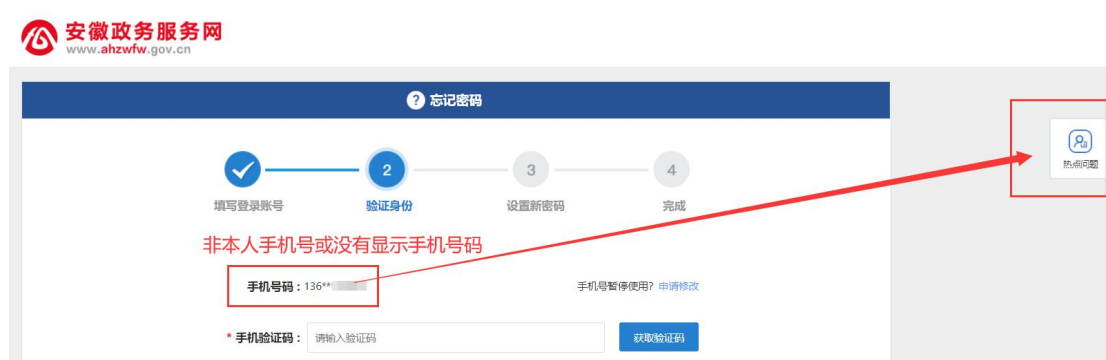 安徽政务服务网
www.ahzwfw.gov.cn
? 忘记密码
2
3
4
填写登录账号
验证身份
设置新密码
完成
热点问题
非本人手机号或没有显示手机号码
手机号码：136**
手机号暂停使用? 申请修改
* 手机验证码：
请输入验证码
获取验证码